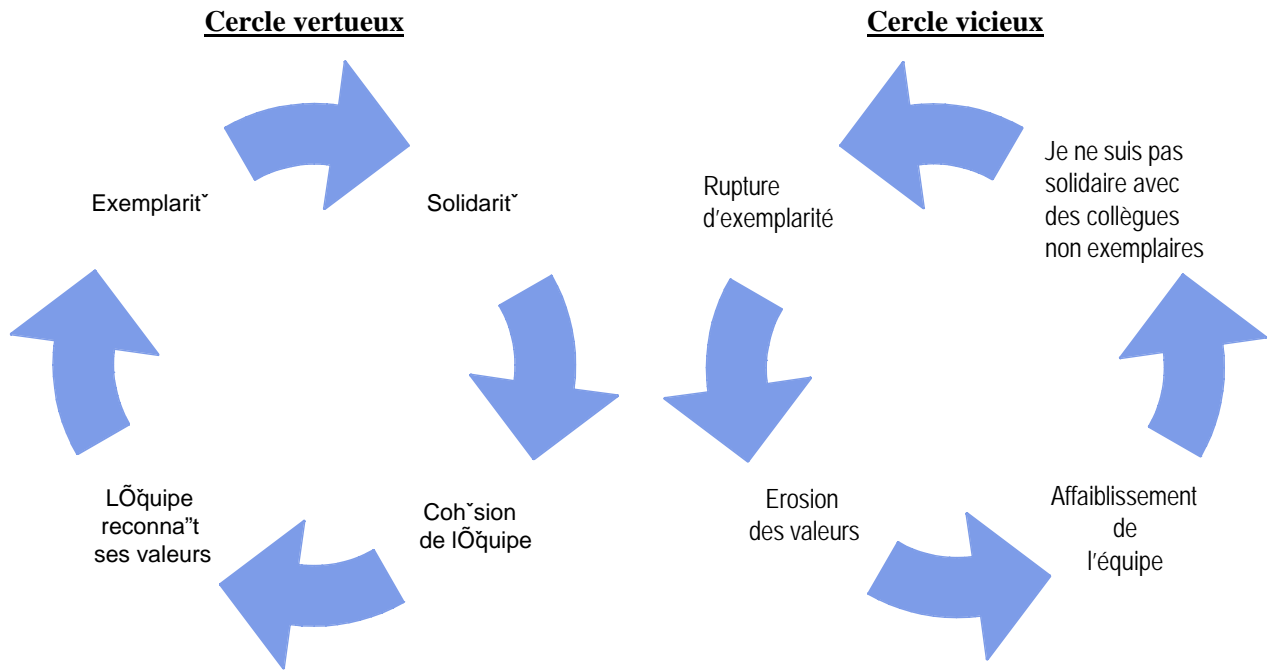 Cercle vertueux
Exemplaritˇ
Solidaritˇ
Cohˇsion
de lÕˇquipe
LÕˇquipe
reconna”t
ses valeurs
Cercle vicieux
Rupture
d'exemplarité
Erosion
des valeurs
Affaiblissement
de
l'équipe
Je ne suis pas
solidaire avec
des collègues
non exemplaires